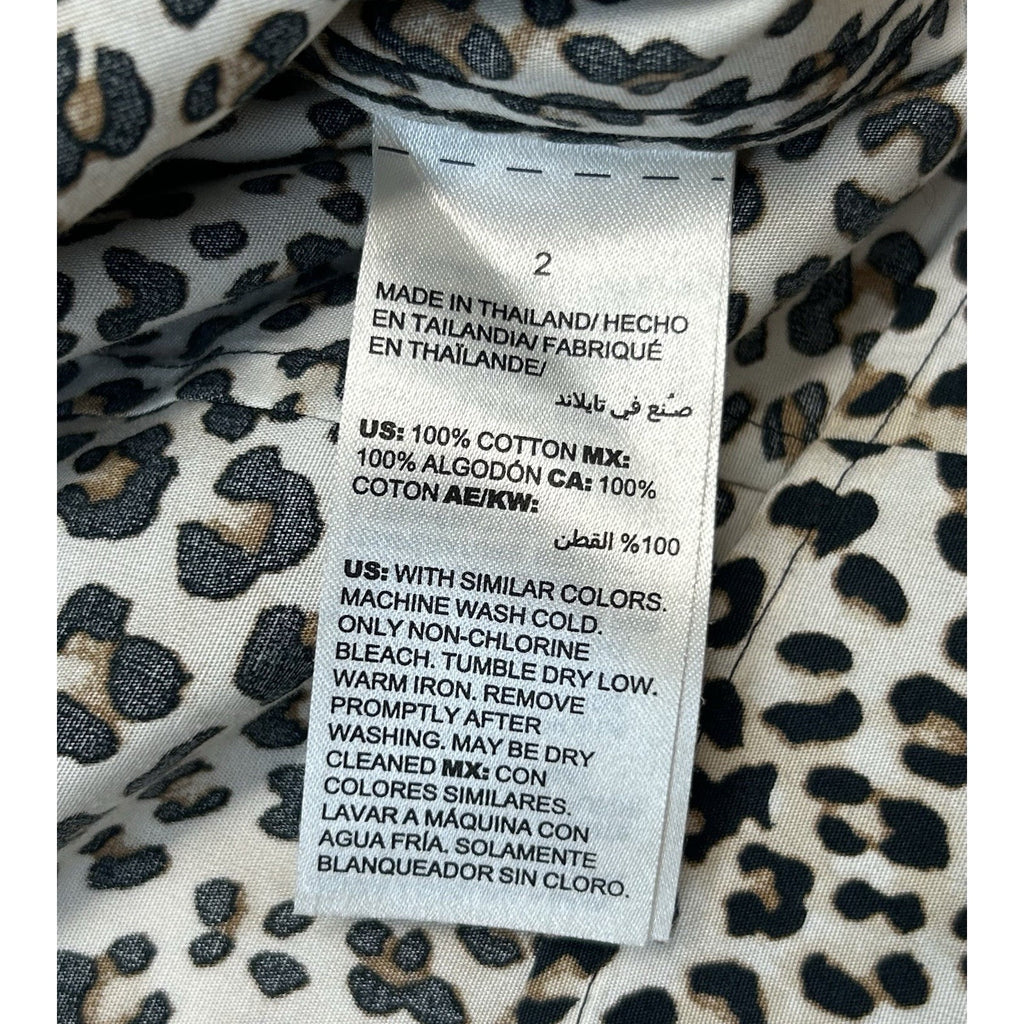 2
MADE IN THAILAND/ HECHO
EN TAILANDIA/ FABRIQUÉ
EN THAÏLANDE/
صُنع في تايلاند
US: 100% COTTON MX:
100% ALGODÓN CA: 100%
COTON AE/KW:
100% القطن
US: WITH SIMILAR COLORS.
MACHINE WASH COLD.
ONLY NON-CHLORINE
BLEACH. TUMBLE DRY LOW.
WARM IRON. REMOVE
PROMPTLY AFTER
WASHING. MAY BE DRY
CLEANED MX: CON
COLORES SIMILARES.
LAVAR A MÁQUINA CON
AGUA FRÍA. SOLAMENTE
BLANQUEADOR SIN CLORO.